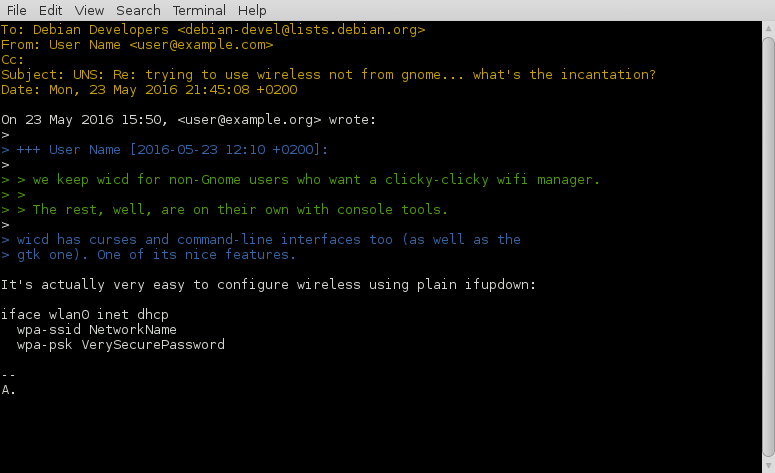 File Edit View Search Terminal Help
To: Debian Developers <debian-devel@lists.debian.org>
From: User Name <user@example.com>
Cc:
Subject: UNS: Re: trying to use wireless not from gnome... what's the incantation?
Date: Mon, 23 May 2016 21:45:08 +0200

On 23 May 2016 15:50, <user@example.org> wrote:
>
> +++ User Name [2016-05-23 12:10 +0200]:
>
> > we keep wicd for non-Gnome users who want a clicky-clicky wifi manager.
> >
> > The rest, well, are on their own with console tools.
>
> wicd has curses and command-line interfaces too (as well as the
> gtk one). One of its nice features.

It's actually very easy to configure wireless using plain ifupdown:

iface wlan0 inet dhcp
  wpa-ssid NetworkName
  wpa-psk VerySecurePassword

--
A.